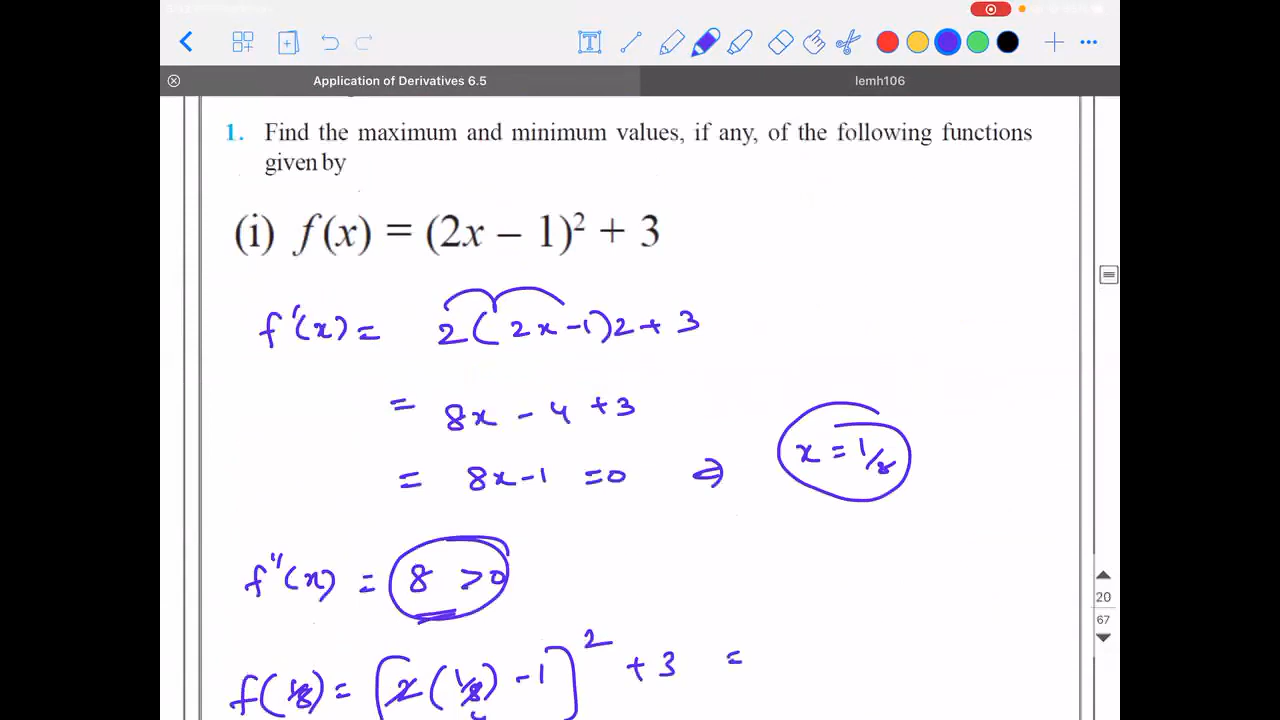 Application of Derivatives 6.5
lemh106
1. Find the maximum and minimum values, if any, of the following functions
given by
(i) f(x) = (2x – 1)² + 3
f'(x) = 2(2x-1)2+3
= 8x - 4 +3
= 8x-1 =0 ⇒ x = 1/8
f''(x) = 8 >0
f(1/8) = [2(1/8) -1]² +3 =
20
67